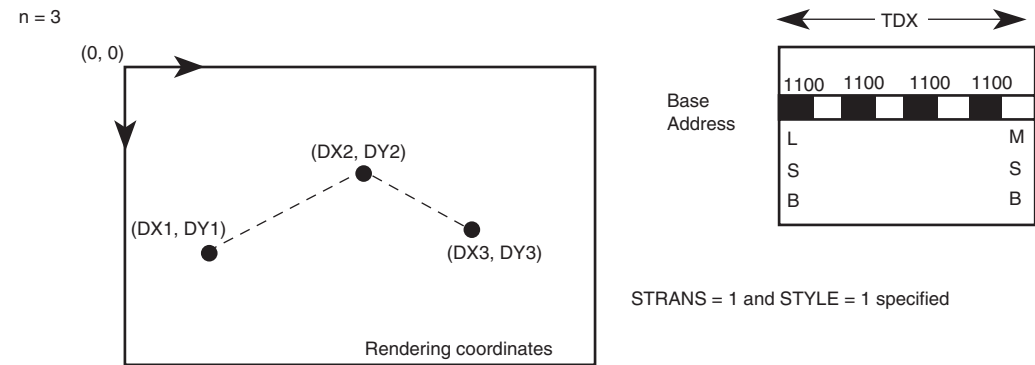 n = 3
(0, 0)
(DX2, DY2)
(DX1, DY1)
(DX3, DY3)
Rendering coordinates
TDX
1100 1100 1100 1100
Base
Address
L M
S S
B B
STRANS = 1 and STYLE = 1 specified